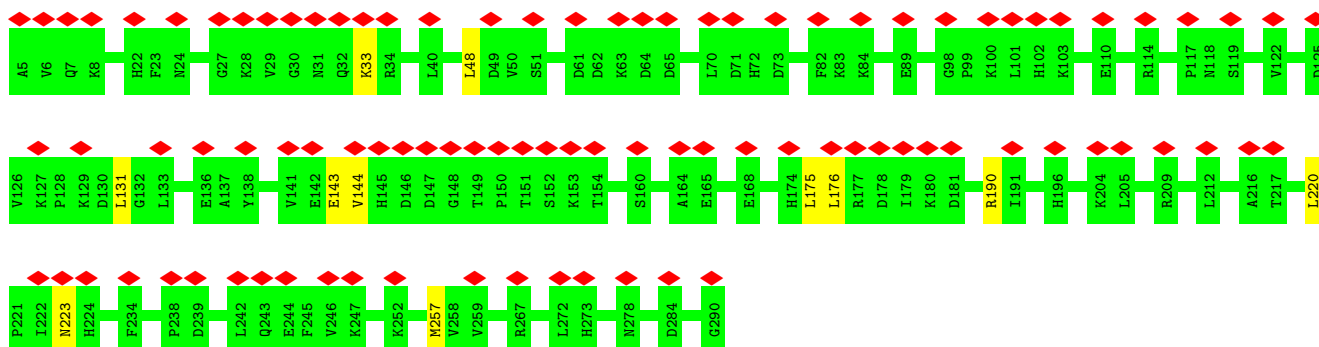 A5 V6 Q7 K8 H22 F23 N24 G27 K28 V29 G30 N31 Q32 K33 R34 L40 L48 D49 V50 S51 D61 D62 K63 D64 D65 L70 D71 H72 D73 F82 K83 K84 E89 G98 P99 K100 L101 H102 K103 E110 R114 P117 N118 S119 V122 D125
V126 K127 P128 K129 D130 L131 G132 L133 E136 A137 Y138 V141 E142 E143 V144 H145 D146 D147 G148 T149 P150 T151 S152 K153 T154 S160 A164 E165 E168 H174 L175 L176 R177 D178 I179 K180 D181 R190 I191 H196 K204 L205 R209 L212 A216 T217 L220
P221 I222 N223 H224 F234 P238 D239 L242 Q243 E244 F245 V246 K247 K252 M257 V258 V259 R267 L272 H273 N278 D284 G290